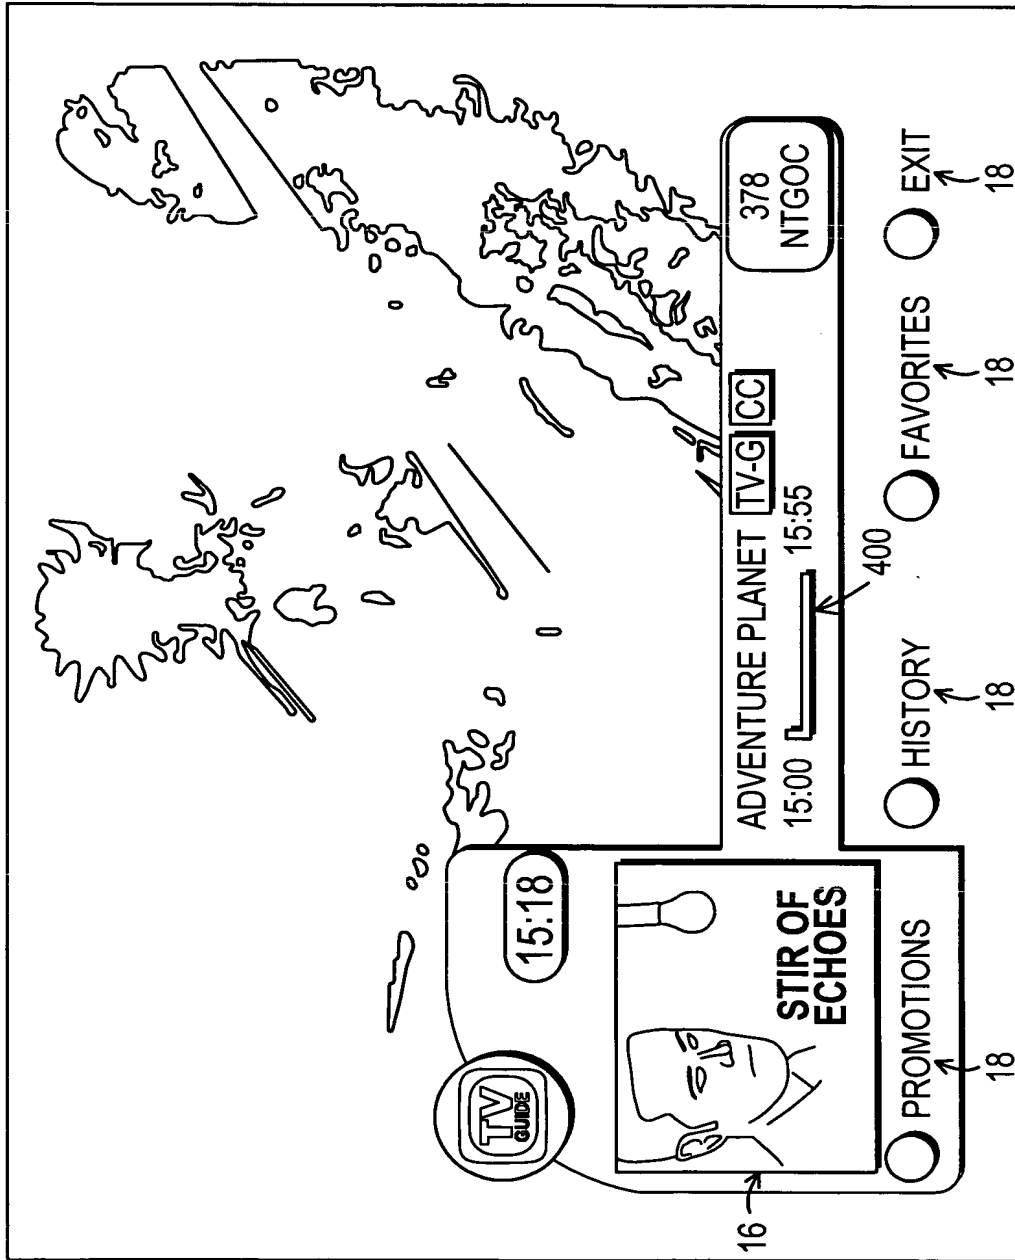 TV
GUIDE
15:18
16
STIR OF
ECHOES
ADVENTURE PLANET TV-G CC
15:00 15:55
400
378
NTGOC
PROMOTIONS HISTORY FAVORITES EXIT
18 18 18 18